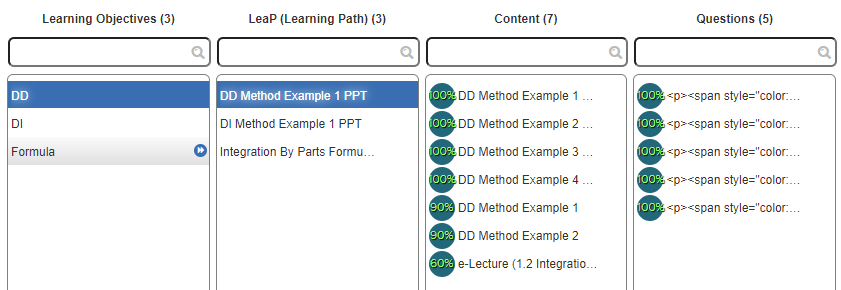 Learning Objectives (3)
LeaP (Learning Path) (3)
Content (7)
Questions (5)
DD
DI
Formula
DD Method Example 1 PPT
DI Method Example 1 PPT
Integration By Parts Formu...
100% DD Method Example 1 ...
100% DD Method Example 2 ...
100% DD Method Example 3 ...
100% DD Method Example 4 ...
90% DD Method Example 1
90% DD Method Example 2
60% e-Lecture (1.2 Integratio...
100% <p><span style="color:...
100% <p><span style="color:...
100% <p><span style="color:...
100% <p><span style="color:...
100% <p><span style="color:...